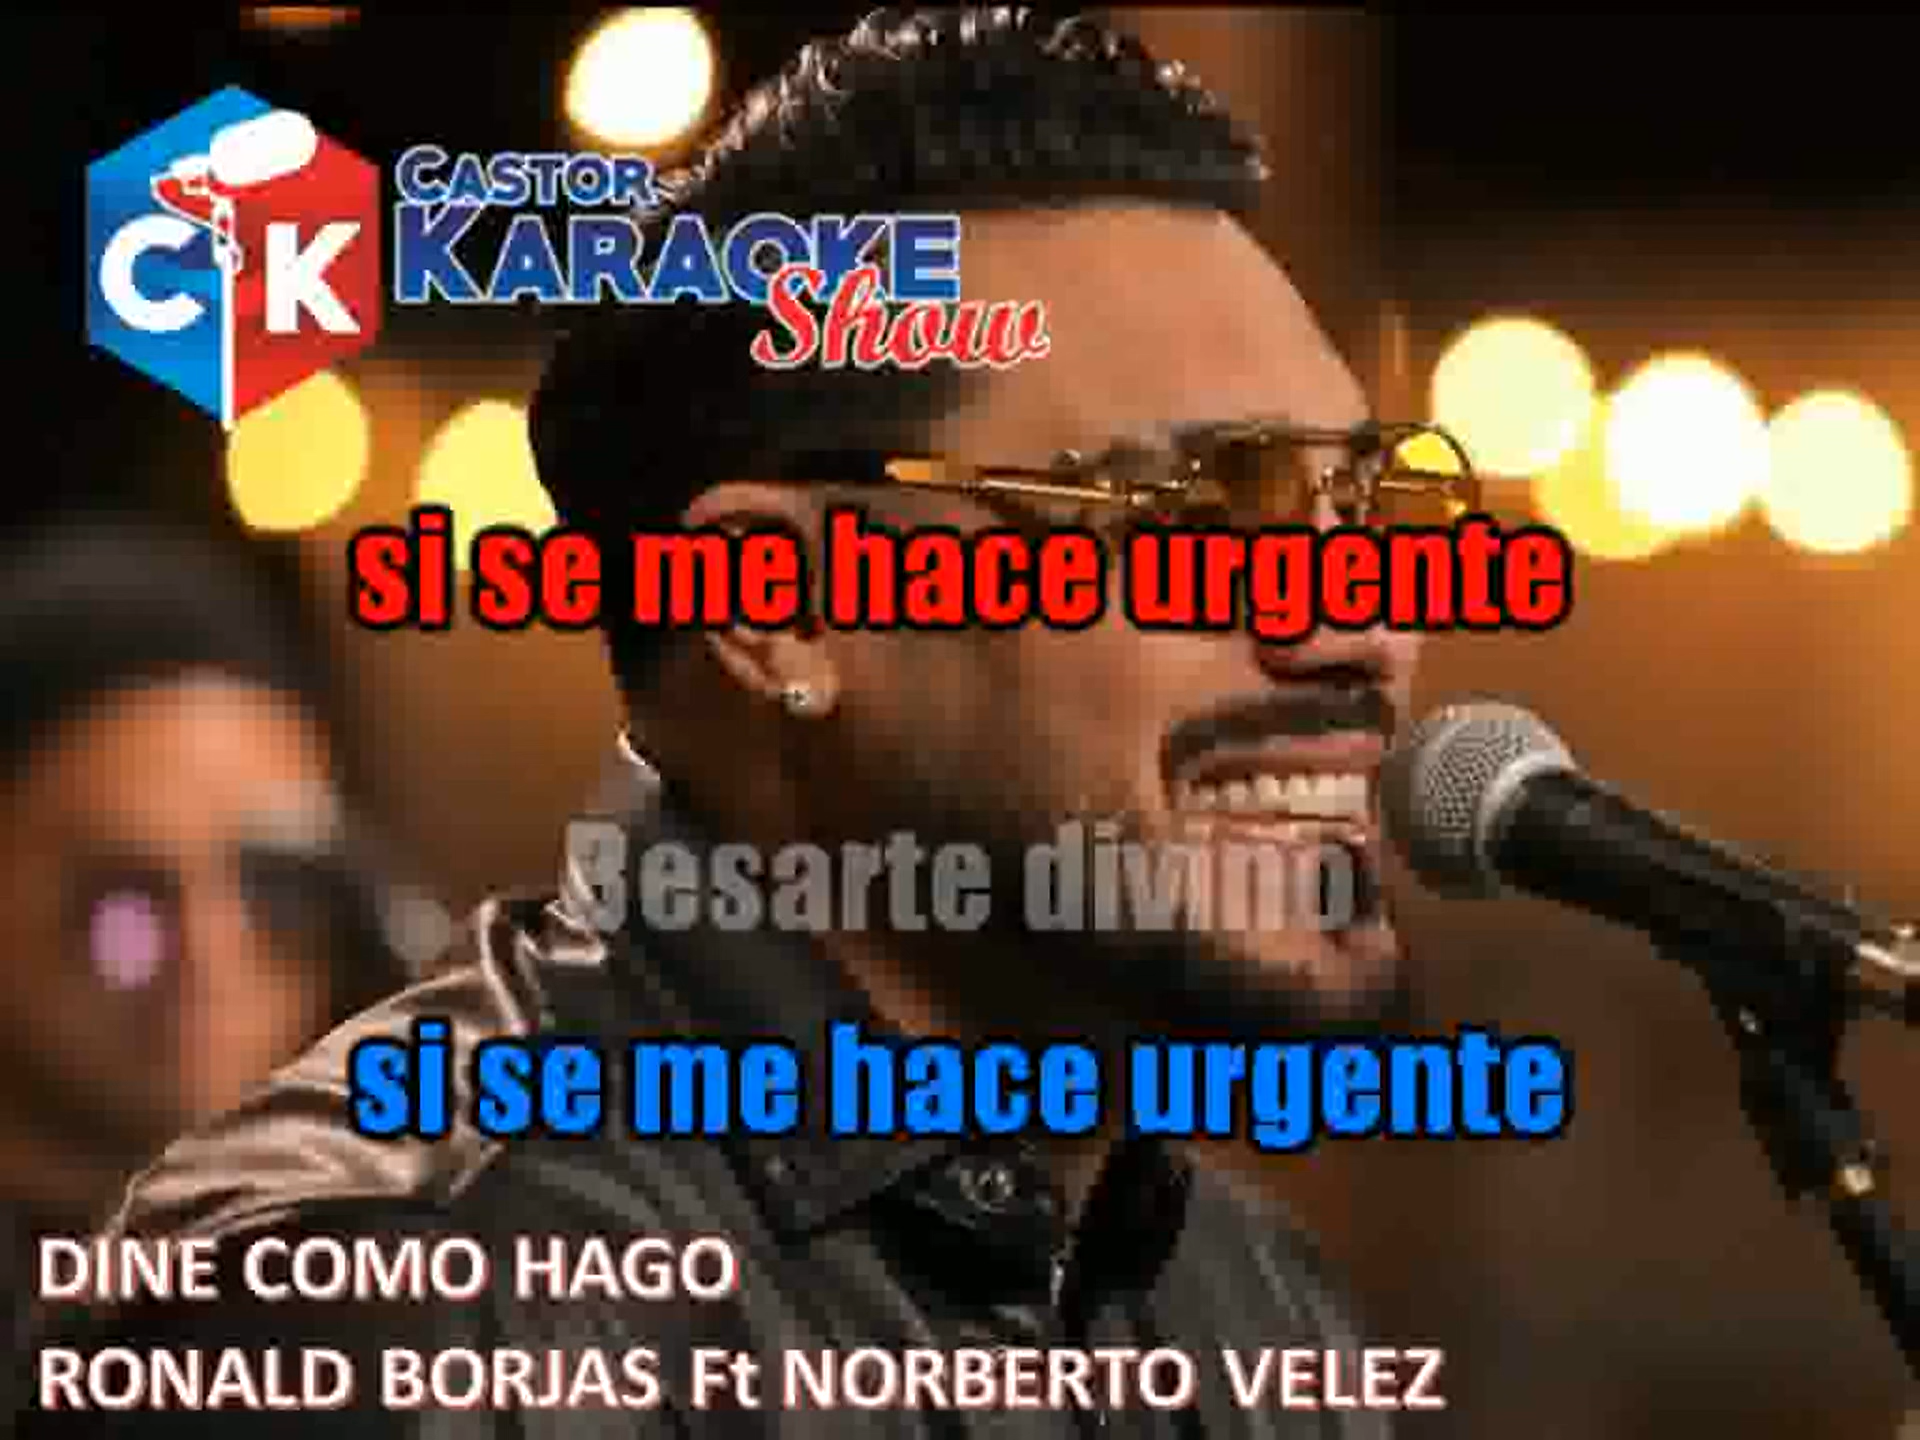 CK
CASTOR
KARAOKE
Show
si se me hace urgente
Besarte divino
si se me hace urgente
DINE COMO HAGO
RONALD BORJAS Ft NORBERTO VELEZ